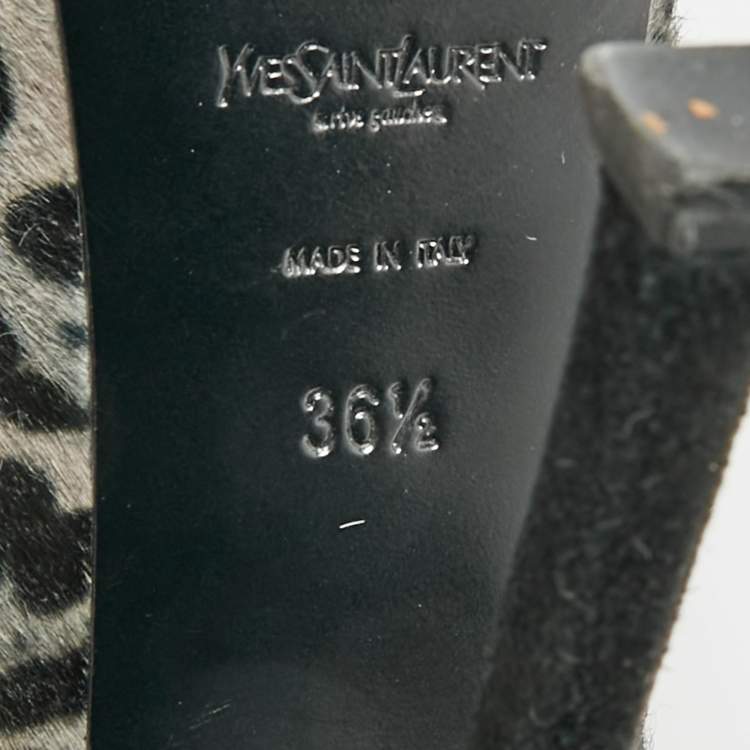 YVESSAINTLAURENT
rive gauche
MADE IN ITALY
36½